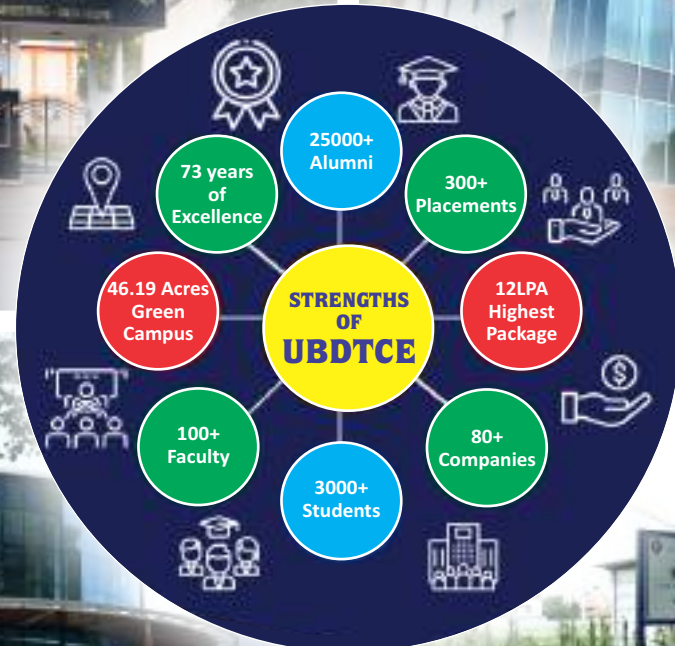 STRENGTHS
OF
UBDTCE
25000+
Alumni
300+
Placements
12LPA
Highest
Package
80+
Companies
3000+
Students
100+
Faculty
46.19 Acres
Green
Campus
73 years
of
Excellence